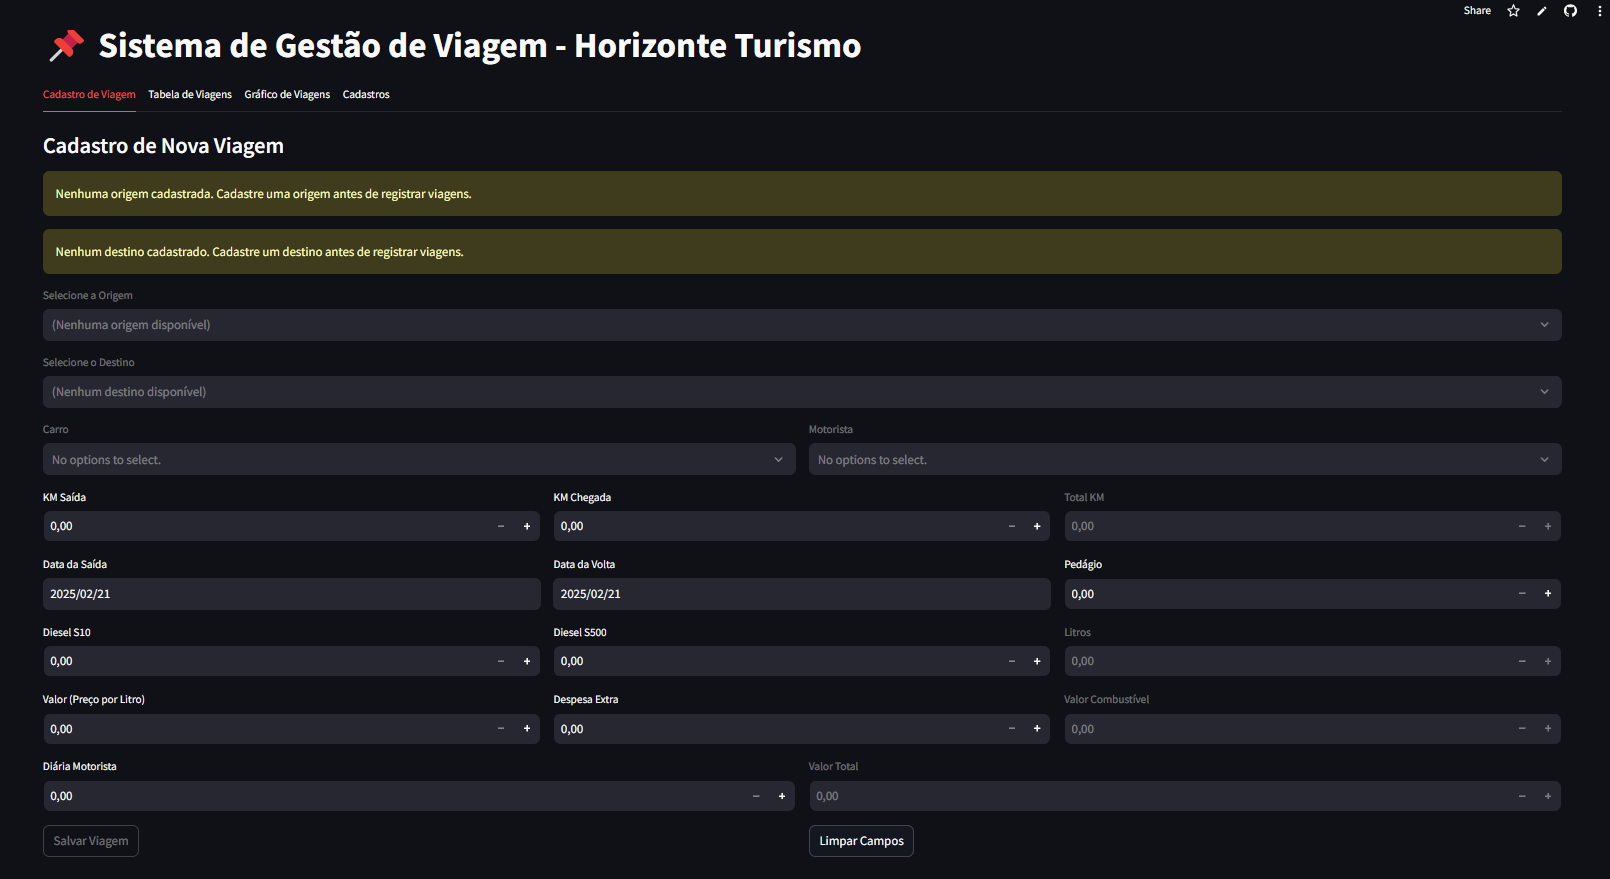 Share
Sistema de Gestão de Viagem - Horizonte Turismo
Cadastro de Viagem Tabela de Viagens Gráfico de Viagens Cadastros
Cadastro de Nova Viagem
Nenhuma origem cadastrada. Cadastre uma origem antes de registrar viagens.
Nenhum destino cadastrado. Cadastre um destino antes de registrar viagens.
Selecione a Origem
(Nenhuma origem disponível)
Selecione o Destino
(Nenhum destino disponível)
Carro Motorista
No options to select. No options to select.
KM Saída KM Chegada Total KM
0,00 − + 0,00 − + 0,00 − +
Data da Saída Data da Volta Pedágio
2025/02/21 2025/02/21 0,00 − +
Diesel S10 Diesel S500 Litros
0,00 − + 0,00 − + 0,00 − +
Valor (Preço por Litro) Despesa Extra Valor Combustível
0,00 − + 0,00 − + 0,00 − +
Diária Motorista Valor Total
0,00 − + 0,00 − +
Salvar Viagem Limpar Campos